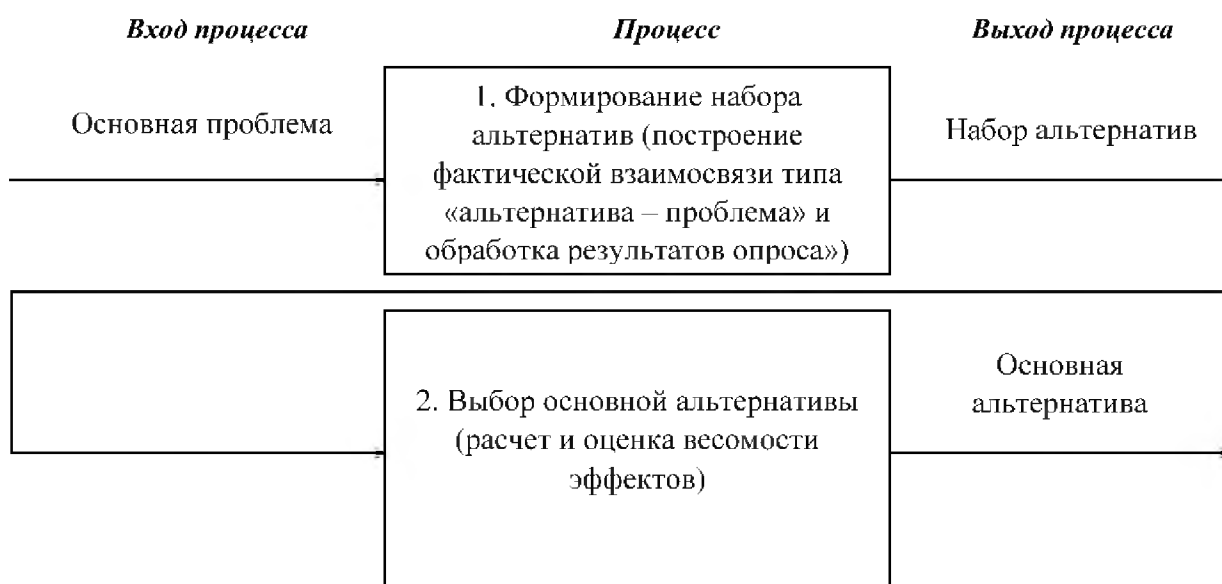 Вход процесса
Процесс
Выход процесса
Основная проблема
1. Формирование набора
альтернатив (построение
фактической взаимосвязи типа
«альтернатива – проблема» и
обработка результатов опроса»)
Набор альтернатив
2. Выбор основной альтернативы
(расчет и оценка весомости
эффектов)
Основная
альтернатива